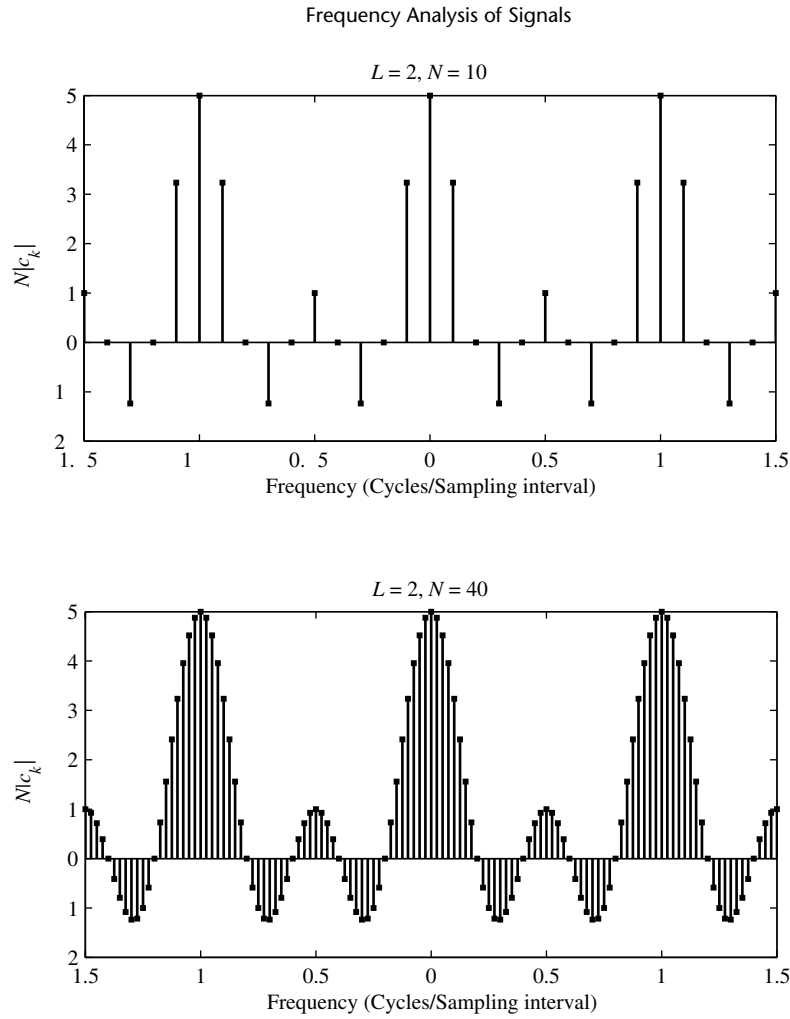 Frequency Analysis of Signals
L = 2, N = 10
5
4
3
2
1
0
1
2
N|c_k|
1. 5 1 0. 5 0 0.5 1 1.5
Frequency (Cycles/Sampling interval)
L = 2, N = 40
5
4
3
2
1
0
1
2
N|c_k|
1.5 1 0.5 0 0.5 1 1.5
Frequency (Cycles/Sampling interval)